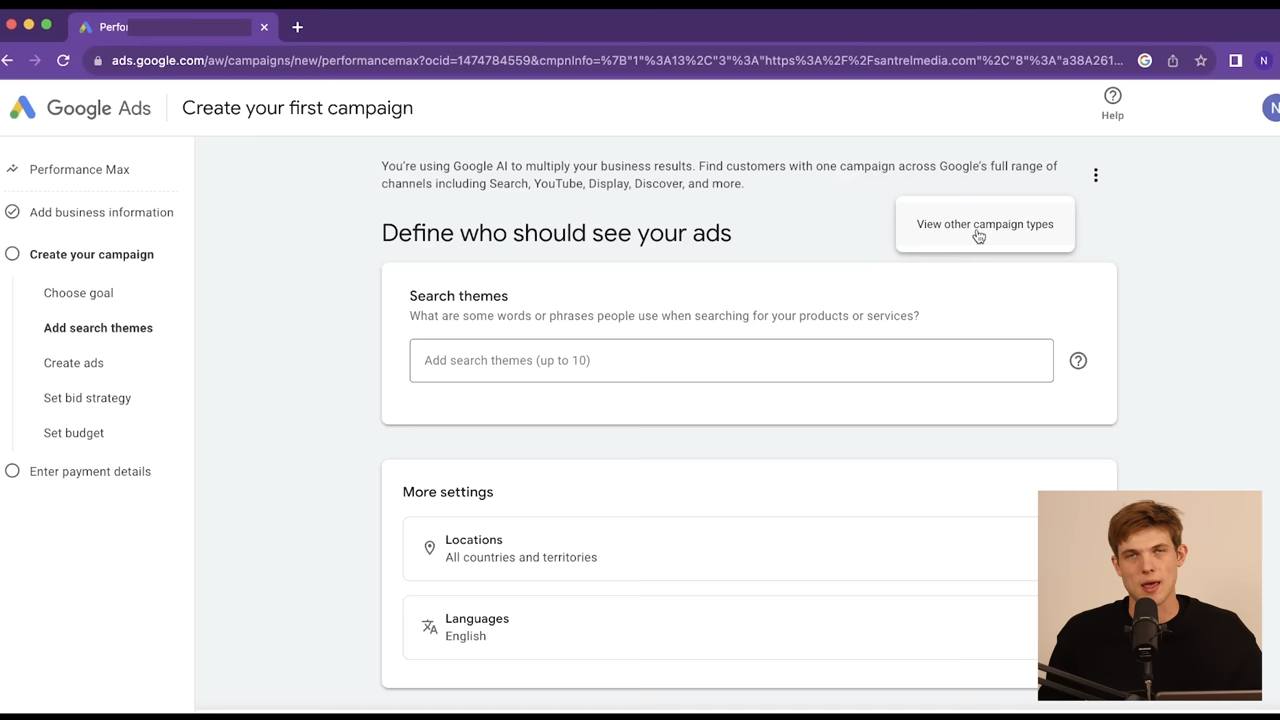 Perfor
ads.google.com/aw/campaigns/new/performancemax?ocid=1474784559&cmpnInfo=%7B"1"%3A13%2C"3"%3A"https%3A%2F%2Fsantrelmedia.com"%2C"8"%3A"a38A261...
N
Google Ads
Create your first campaign
Help
N
Performance Max
Add business information
Create your campaign
Choose goal
Add search themes
Create ads
Set bid strategy
Set budget
Enter payment details
You're using Google AI to multiply your business results. Find customers with one campaign across Google's full range of
channels including Search, YouTube, Display, Discover, and more.
View other campaign types
Define who should see your ads
Search themes
What are some words or phrases people use when searching for your products or services?
Add search themes (up to 10)
More settings
Locations
All countries and territories
Languages
English